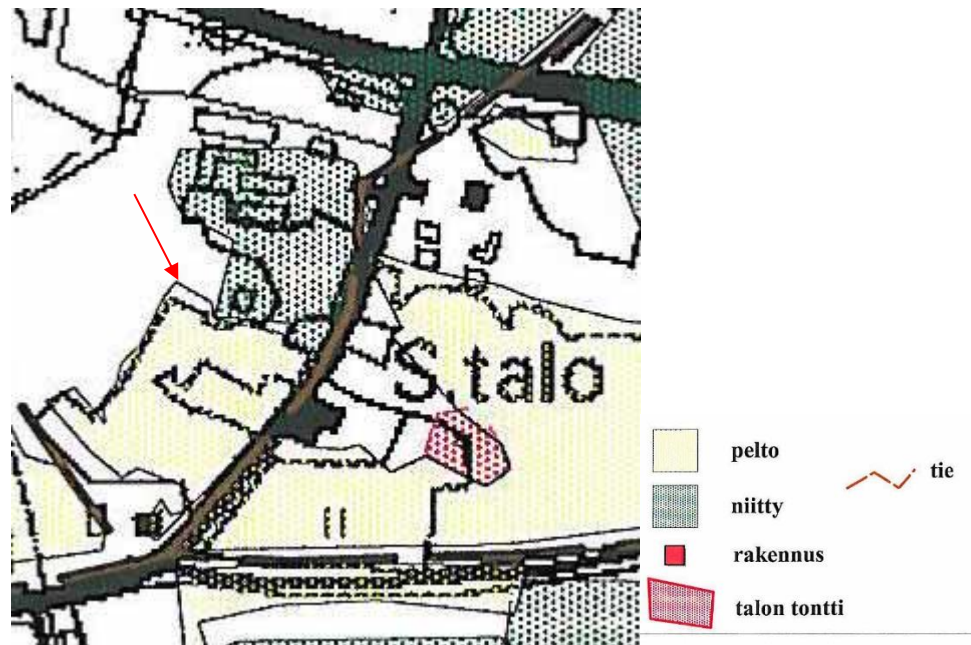 S. talo
pelto
tie
niitty
rakennus
talon tontti